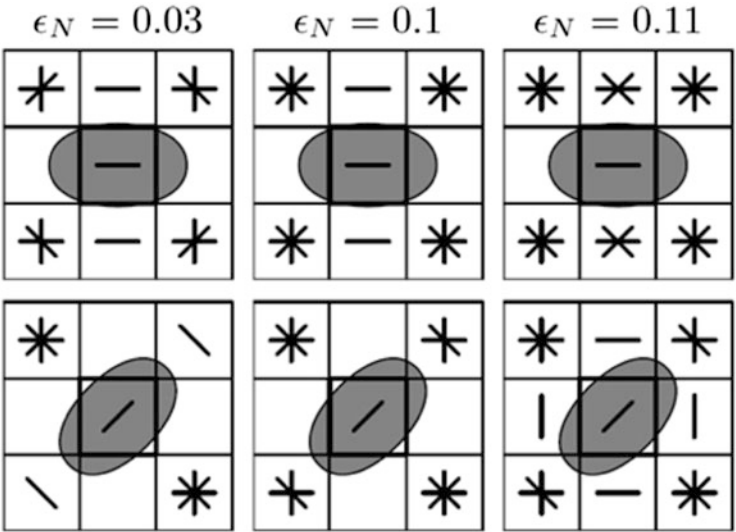 ϵ_N = 0.03
ϵ_N = 0.1
ϵ_N = 0.11